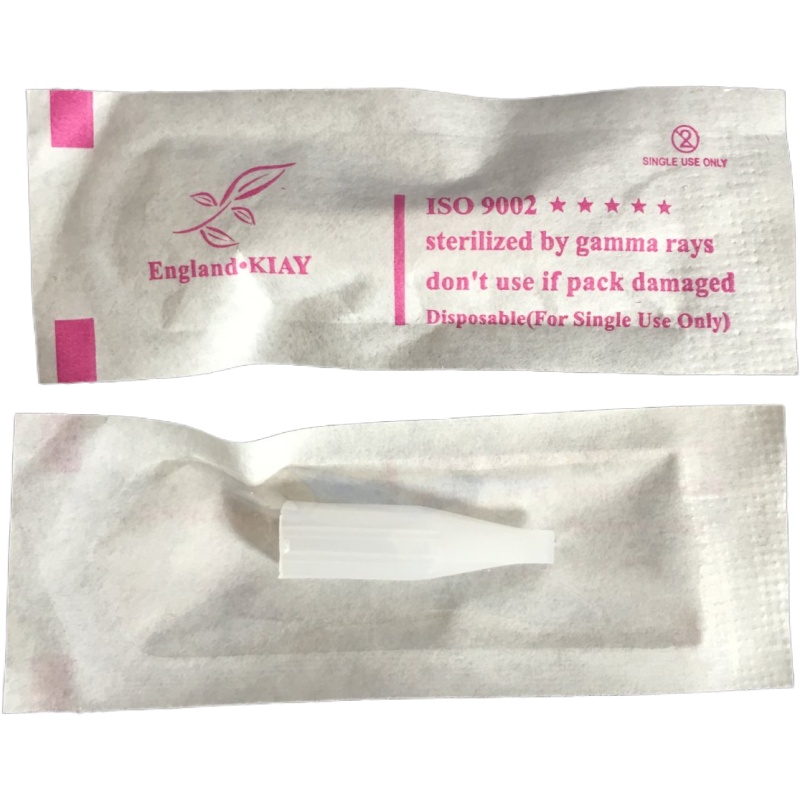 SINGLE USE ONLY
England•KIAY
ISO 9002 ★ ★ ★ ★ ★
sterilized by gamma rays
don't use if pack damaged
Disposable(For Single Use Only)